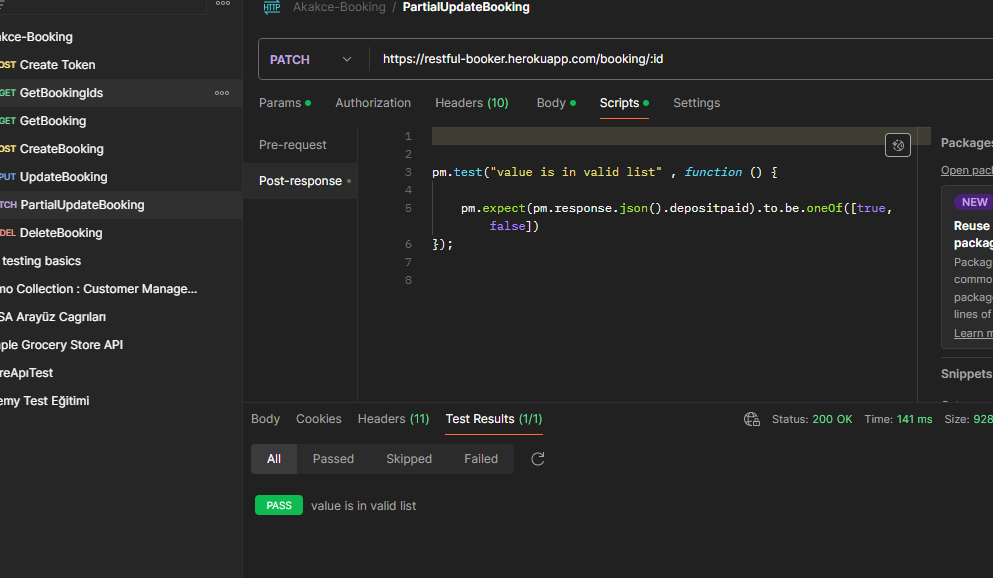 Akakce-Booking / PartialUpdateBooking
kce-Booking
PATCH https://restful-booker.herokuapp.com/booking/:id
OST Create Token
GET GetBookingIds
GET GetBooking
OST CreateBooking
PUT UpdateBooking
TCH PartialUpdateBooking
DEL DeleteBooking
testing basics
mo Collection : Customer Manage...
SA Arayüz Cagrıları
ple Grocery Store API
reApıTest
emy Test Eğitimi
Params Authorization Headers (10) Body Scripts Settings
Pre-request
Post-response
1
2
3 pm.test("value is in valid list" , function () {
4
5 pm.expect(pm.response.json().depositpaid).to.be.oneOf([true,
false])
6 });
7
8
Packages
Open pack
NEW
Reuse
packag
Packag
commo
package
lines of
Learn m
Snippets
Body Cookies Headers (11) Test Results (1/1) Status: 200 OK Time: 141 ms Size: 928
All Passed Skipped Failed
PASS value is in valid list